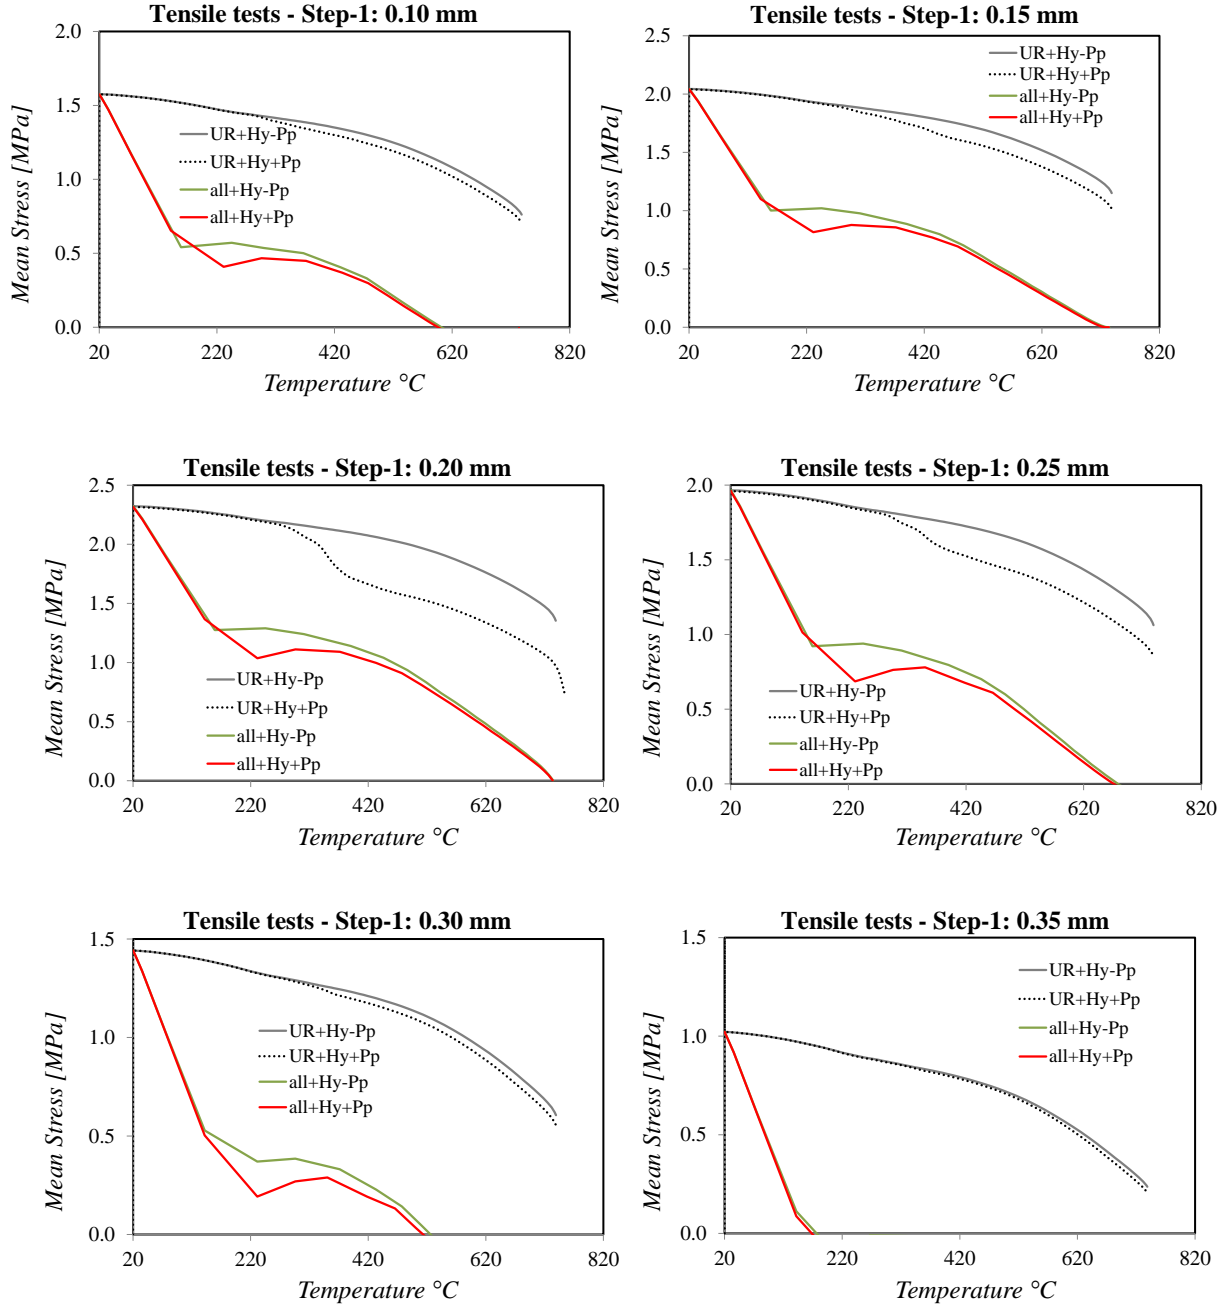 Tensile tests - Step-1: 0.10 mm
2.0
1.5
1.0
0.5
0.0
Mean Stress [MPa]
UR+Hy-Pp
UR+Hy+Pp
all+Hy-Pp
all+Hy+Pp
20 220 420 620 820
Temperature °C
Tensile tests - Step-1: 0.15 mm
2.5
2.0
1.5
1.0
0.5
0.0
Mean Stress [MPa]
UR+Hy-Pp
UR+Hy+Pp
all+Hy-Pp
all+Hy+Pp
20 220 420 620 820
Temperature °C
Tensile tests - Step-1: 0.20 mm
2.5
2.0
1.5
1.0
0.5
0.0
Mean Stress [MPa]
UR+Hy-Pp
UR+Hy+Pp
all+Hy-Pp
all+Hy+Pp
20 220 420 620 820
Temperature °C
Tensile tests - Step-1: 0.25 mm
2.0
1.5
1.0
0.5
0.0
Mean Stress [MPa]
UR+Hy-Pp
UR+Hy+Pp
all+Hy-Pp
all+Hy+Pp
20 220 420 620 820
Temperature °C
Tensile tests - Step-1: 0.30 mm
1.5
1.0
0.5
0.0
Mean Stress [MPa]
UR+Hy-Pp
UR+Hy+Pp
all+Hy-Pp
all+Hy+Pp
20 220 420 620 820
Temperature °C
Tensile tests - Step-1: 0.35 mm
1.5
1.0
0.5
0.0
Mean Stress [MPa]
UR+Hy-Pp
UR+Hy+Pp
all+Hy-Pp
all+Hy+Pp
20 220 420 620 820
Temperature °C